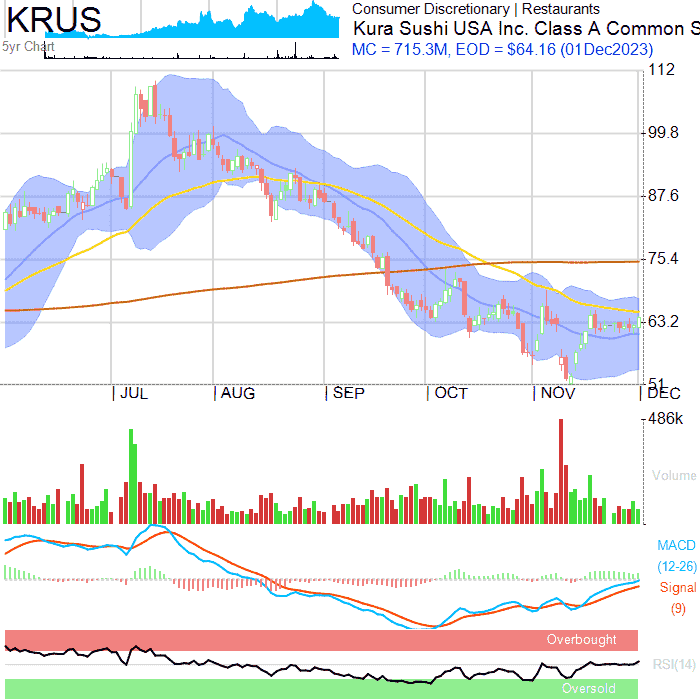 KRUS
Consumer Discretionary | Restaurants
Kura Sushi USA Inc. Class A Common S
MC = 715.3M, EOD = $64.16 (01Dec2023)
5yr Chart
112
99.8
87.6
75.4
63.2
51
JUL AUG SEP OCT NOV DEC
486k
Volume
MACD
(12-26)
Signal
(9)
Overbought
RSI(14)
Oversold